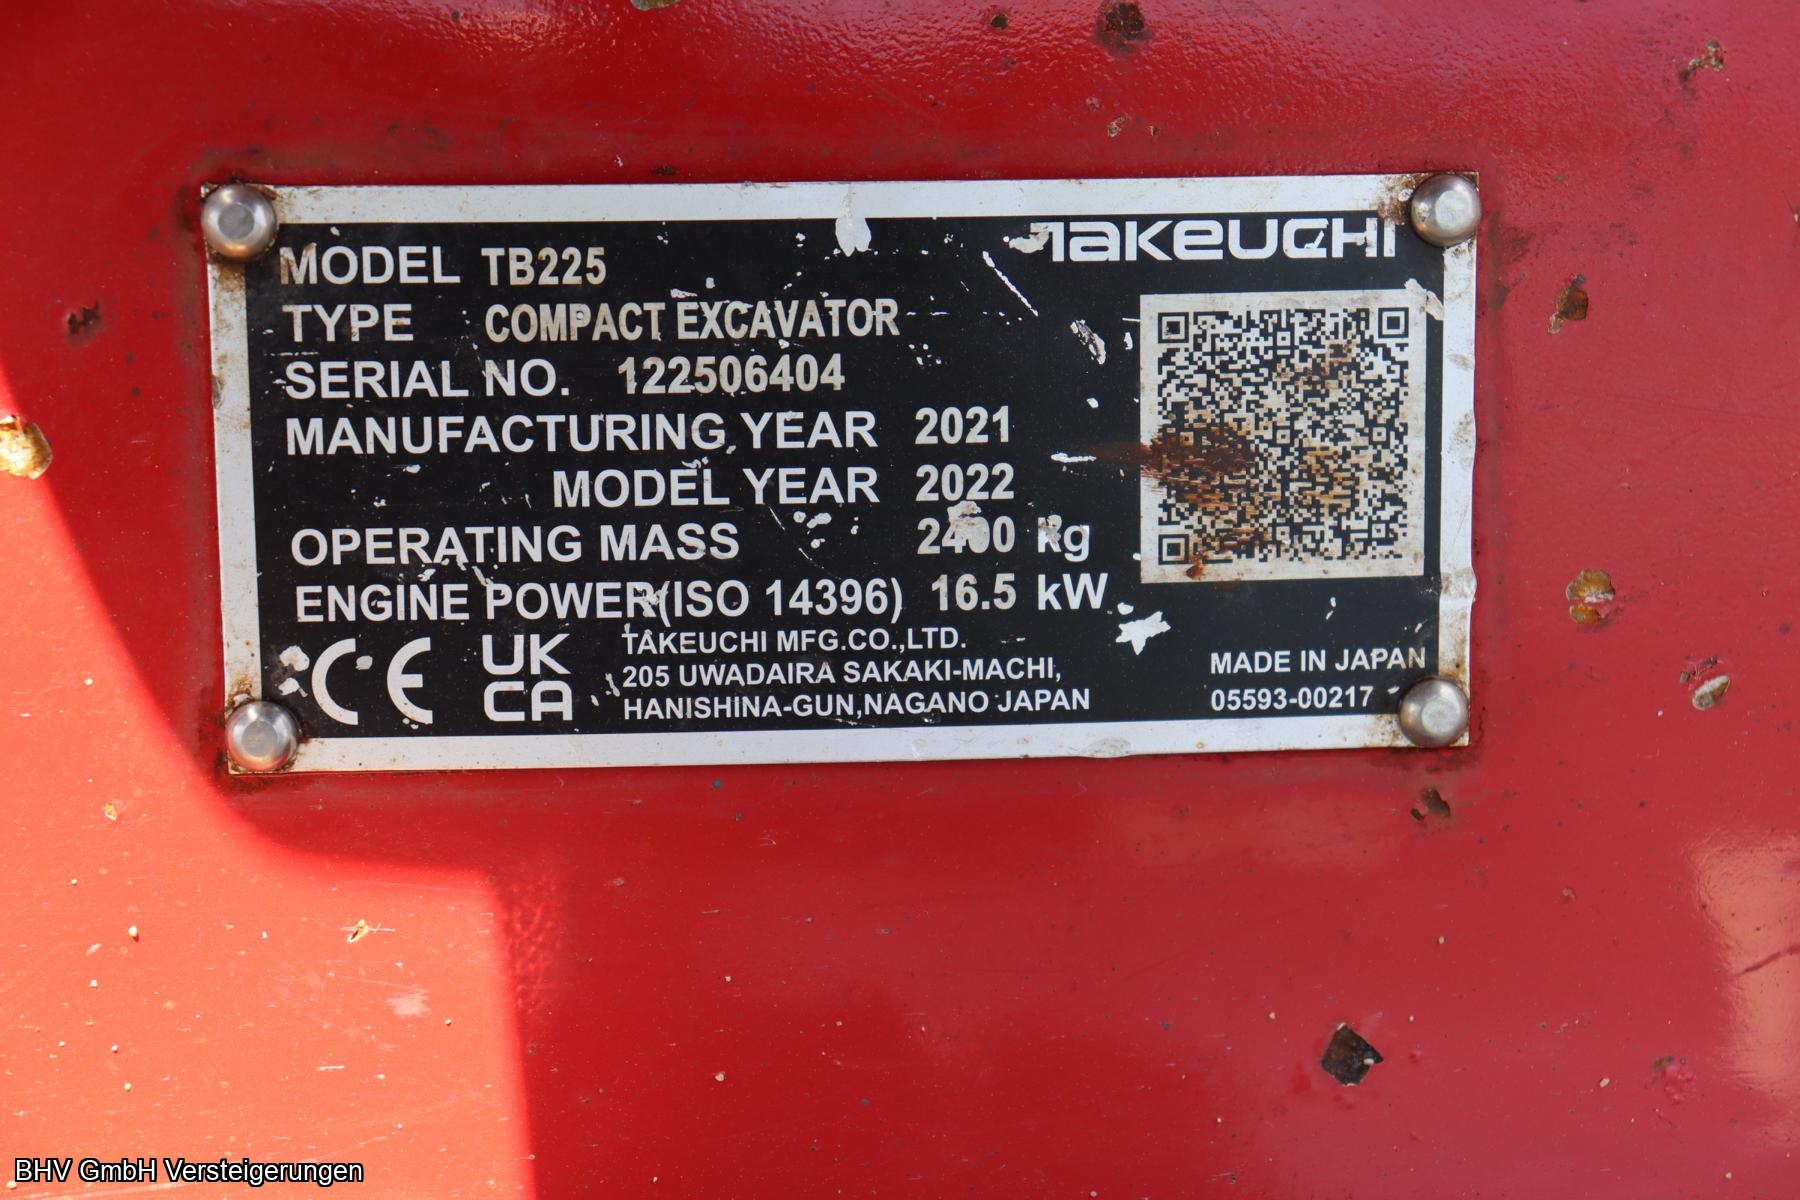 TAKEUCHI
MODEL TB225
TYPE COMPACT EXCAVATOR
SERIAL NO. 122506404
MANUFACTURING YEAR 2021
MODEL YEAR 2022
OPERATING MASS 2400 kg
ENGINE POWER(ISO 14396) 16.5 kW
CE
UK
CA
TAKEUCHI MFG.CO.,LTD.
205 UWADAIRA SAKAKI-MACHI,
HANISHINA-GUN,NAGANO JAPAN
MADE IN JAPAN
05593-00217
BHV GmbH Versteigerungen